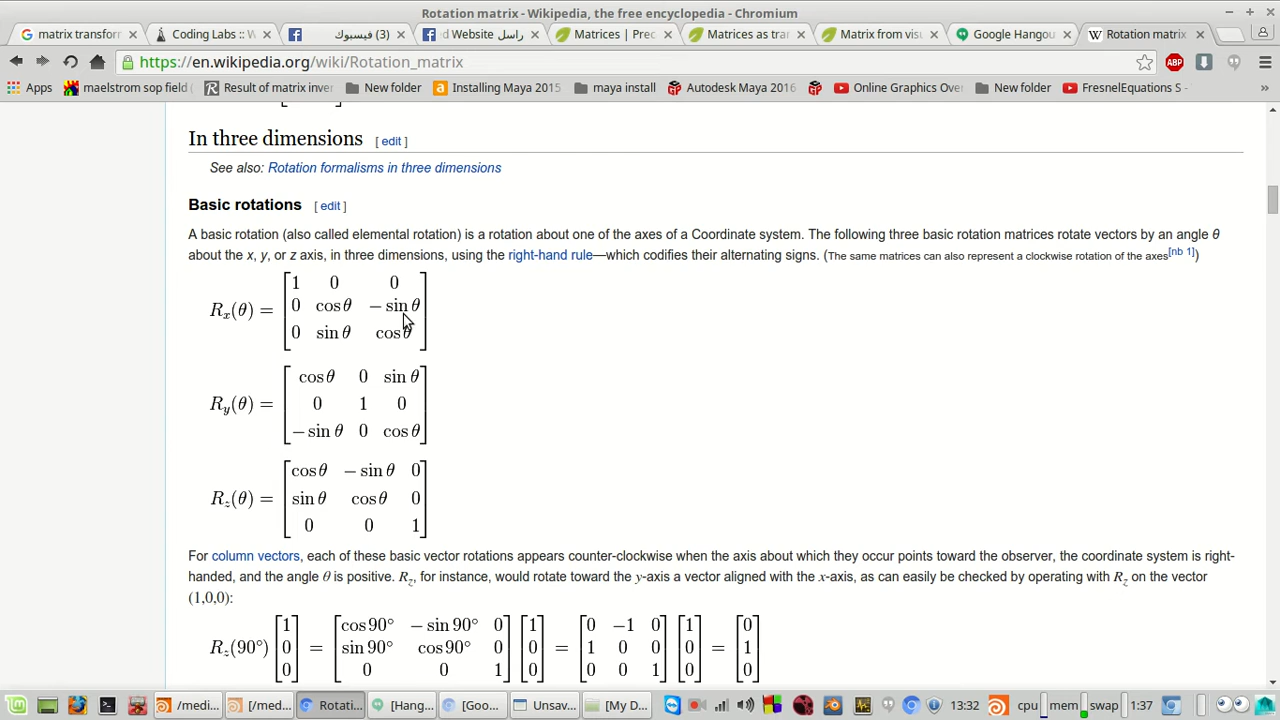 Rotation matrix - Wikipedia, the free encyclopedia - Chromium
matrix transform
Coding Labs :: W
(3) فيسبوك
راسل d Website
Matrices | Prec
Matrices as tra
Matrix from visu
Google Hangou
Rotation matrix
https://en.wikipedia.org/wiki/Rotation_matrix
ABP
Apps
maelstrom sop field (
Result of matrix inver
New folder
Installing Maya 2015
maya install
Autodesk Maya 2016
Online Graphics Over
New folder
FresnelEquations S -
»
In three dimensions [ edit ]
See also: Rotation formalisms in three dimensions
Basic rotations [ edit ]
A basic rotation (also called elemental rotation) is a rotation about one of the axes of a Coordinate system. The following three basic rotation matrices rotate vectors by an angle θ
about the x, y, or z axis, in three dimensions, using the right-hand rule—which codifies their alternating signs. (The same matrices can also represent a clockwise rotation of the axes[nb 1])
1 0 0
Rx(θ) = 0 cos θ − sin θ
0 sin θ cos θ
cos θ 0 sin θ
Ry(θ) = 0 1 0
− sin θ 0 cos θ
cos θ − sin θ 0
Rz(θ) = sin θ cos θ 0
0 0 1
For column vectors, each of these basic vector rotations appears counter-clockwise when the axis about which they occur points toward the observer, the coordinate system is right-
handed, and the angle θ is positive. Rz, for instance, would rotate toward the y-axis a vector aligned with the x-axis, as can easily be checked by operating with Rz on the vector
(1,0,0):
1 cos 90° − sin 90° 0 1 0 −1 0 1 0
Rz(90°) 0 = sin 90° cos 90° 0 0 = 1 0 0 0 = 1
0 0 0 1 0 0 0 1 0 0
/medi...
[/med...
Rotati...
[Hang...
[Goo...
Unsav...
[My D...
13:32
cpu
mem
swap
1:37